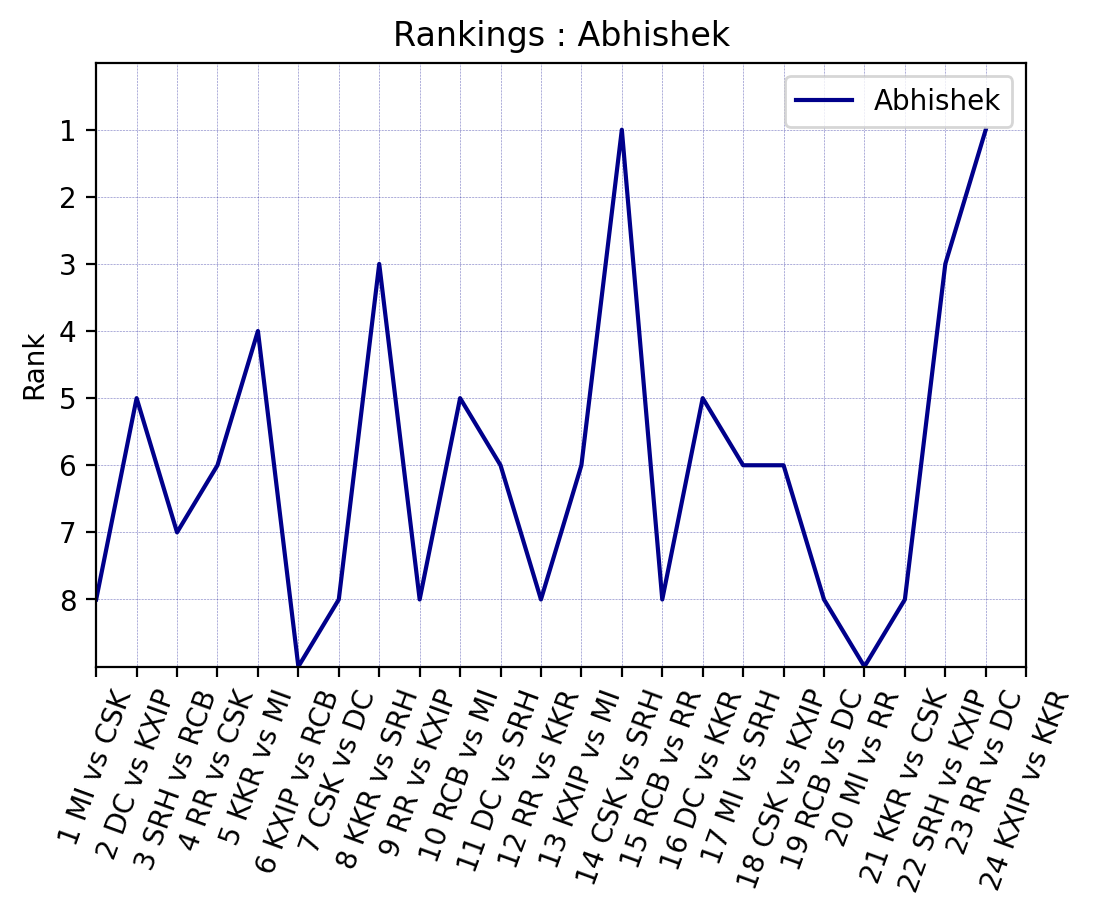 Rankings : Abhishek
Abhishek
Rank
1
2
3
4
5
6
7
8
1 MI vs CSK
2 DC vs KXIP
3 SRH vs RCB
4 RR vs CSK
5 KKR vs MI
6 KXIP vs RCB
7 CSK vs DC
8 KKR vs SRH
9 RR vs KXIP
10 RCB vs MI
11 DC vs SRH
12 RR vs KKR
13 KXIP vs MI
14 CSK vs SRH
15 RCB vs RR
16 DC vs KKR
17 MI vs SRH
18 CSK vs KXIP
19 RCB vs DC
20 MI vs RR
21 KKR vs CSK
22 SRH vs KXIP
23 RR vs DC
24 KXIP vs KKR